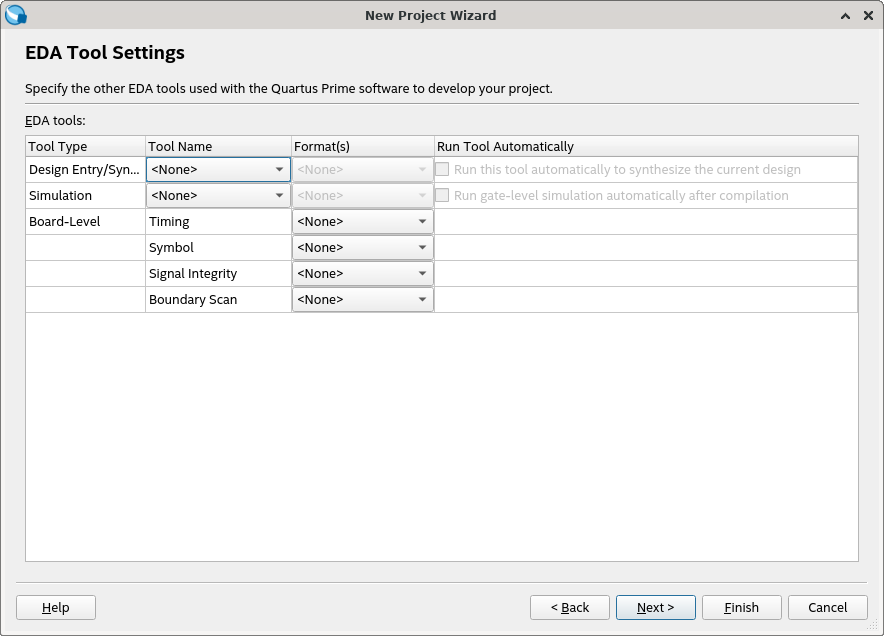 New Project Wizard
EDA Tool Settings
Specify the other EDA tools used with the Quartus Prime software to develop your project.
EDA tools:
Tool Type Tool Name Format(s) Run Tool Automatically
Design Entry/Syn... <None> <None> Run this tool automatically to synthesize the current design
Simulation <None> <None> Run gate-level simulation automatically after compilation
Board-Level Timing <None>
Symbol <None>
Signal Integrity <None>
Boundary Scan <None>
Help < Back Next > Finish Cancel